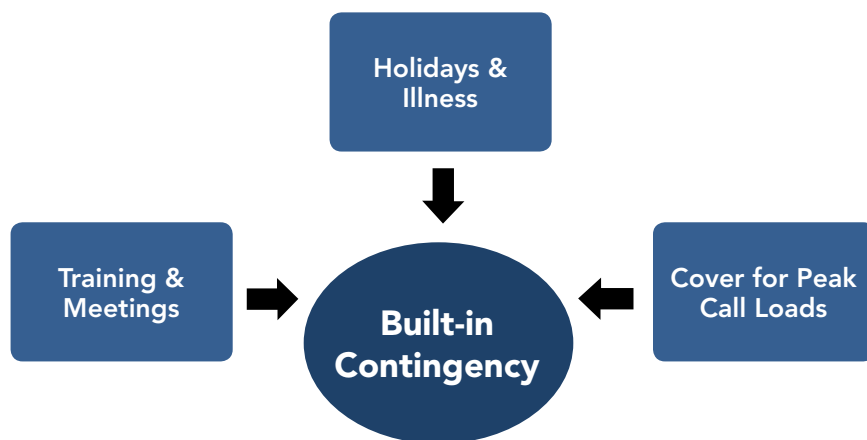 Holidays &
Illness
Training &
Meetings
Built-in
Contingency
Cover for Peak
Call Loads